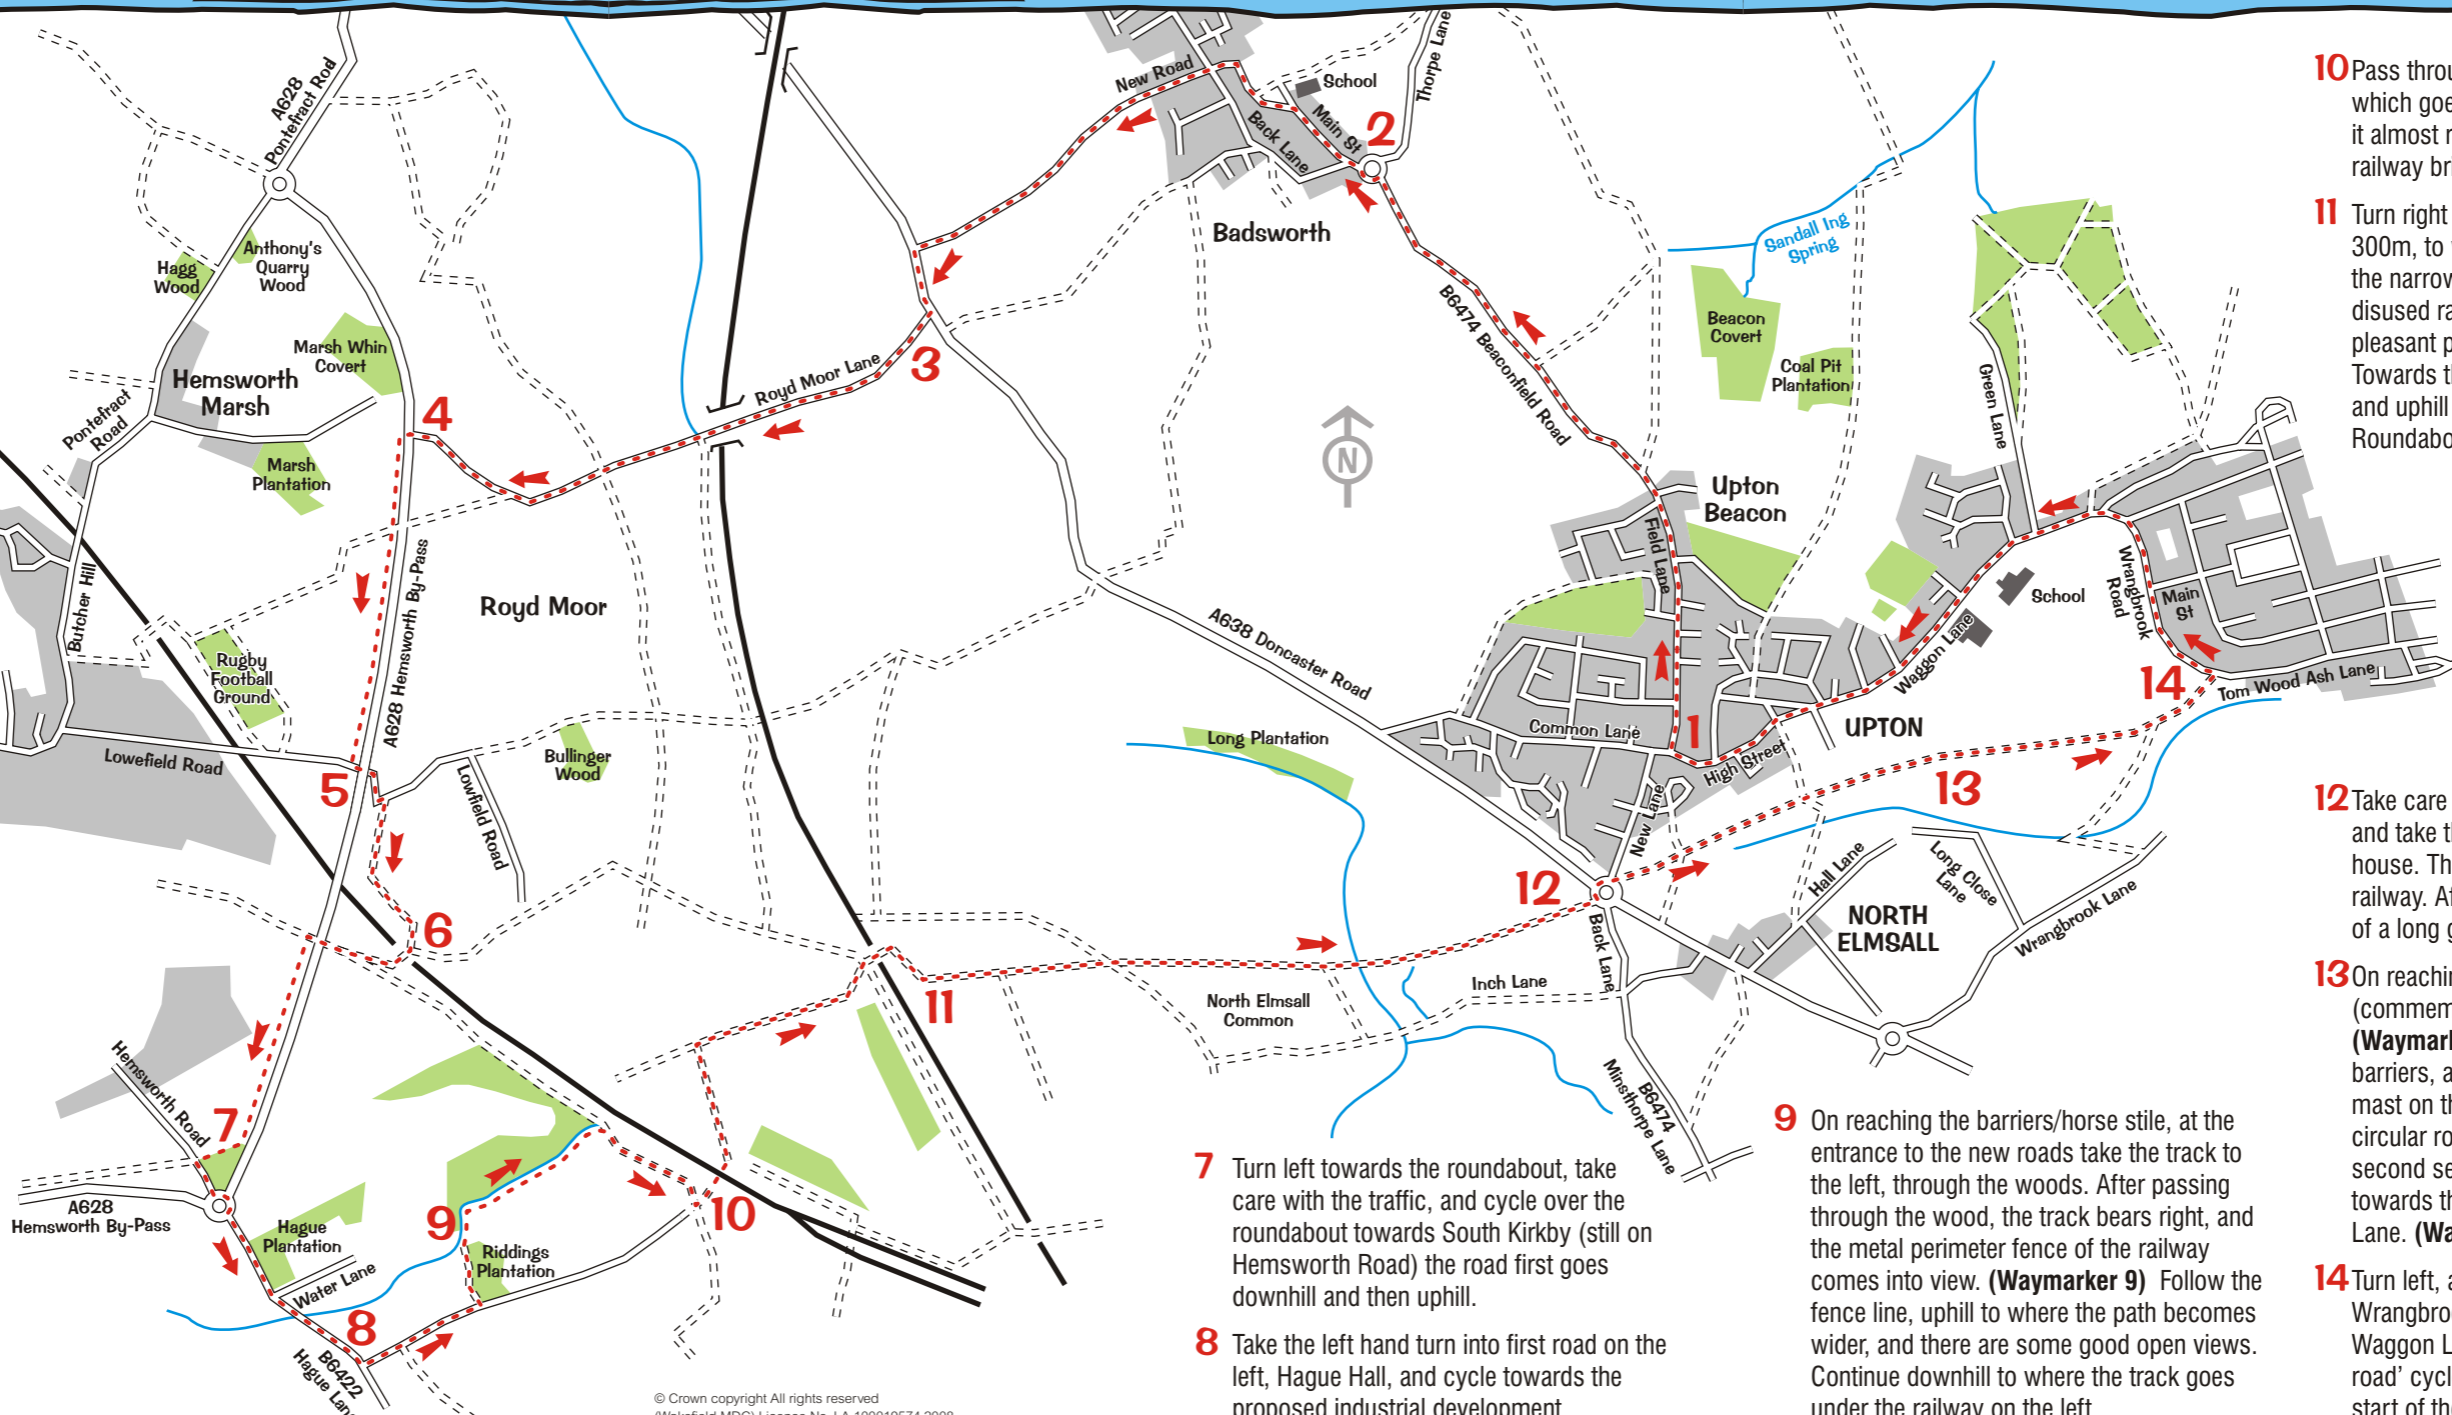 A628
Pontefract Rod
New Road
School
Main St
Back Lane
2
Thorpe Lane
Badsworth
Hagg
Wood
Anthony's
Quarry
Wood
Marsh Whin
Covert
Hemsworth
Marsh
Pontefract
Road
Marsh
Plantation
4
Royd Moor Lane
3
B6474 Beaconfield Road
Sandall Ing
Spring
Beacon
Covert
Coal Pit
Plantation
Green Lane
N
Upton
Beacon
Field Lane
Butcher Hill
A628 Hemsworth By-Pass
Royd Moor
Rugby
Football
Ground
Lowefield Road
5
Lowfield Road
Bullinger
Wood
A638 Doncaster Road
Long Plantation
Common Lane
1
High Street
New Lane
Waggon Lane
School
UPTON
Wrangbrook
Road
Main
St
14
Tom Wood Ash Lane
13
12
6
11
Back Lane
Hall Lane
Long Close
Lane
NORTH
ELMSALL
Wrangbrook Lane
North Elmsall
Common
Inch Lane
B6474
Minsthorpe Lane
Hemsworth Road
7
A628
Hemsworth By-Pass
Hague
Plantation
Water Lane
9
Riddings
Plantation
10
8
B6422
Hague Lane
© Crown copyright All rights reserved
(Wakefield MDC) Licence No. LA 100019574 2008
7 Turn left towards the roundabout, take
care with the traffic, and cycle over the
roundabout towards South Kirkby (still on
Hemsworth Road) the road first goes
downhill and then uphill.
8 Take the left hand turn into first road on the
left, Hague Hall, and cycle towards the
proposed industrial development
9 On reaching the barriers/horse stile, at the
entrance to the new roads take the track to
the left, through the woods. After passing
through the wood, the track bears right, and
the metal perimeter fence of the railway
comes into view. (Waymarker 9) Follow the
fence line, uphill to where the path becomes
wider, and there are some good open views.
Continue downhill to where the track goes
under the railway on the left
10 Pass throu
which goe
it almost r
railway bri
11 Turn right
300m, to
the narrow
disused ra
pleasant p
Towards th
and uphill
Roundabo
12 Take care
and take th
house. Th
railway. Af
of a long g
13 On reachin
(commem
(Waymark
barriers, a
mast on th
circular ro
second se
towards th
Lane. (Wa
14 Turn left, a
Wrangbroo
Waggon L
road' cycl
start of the